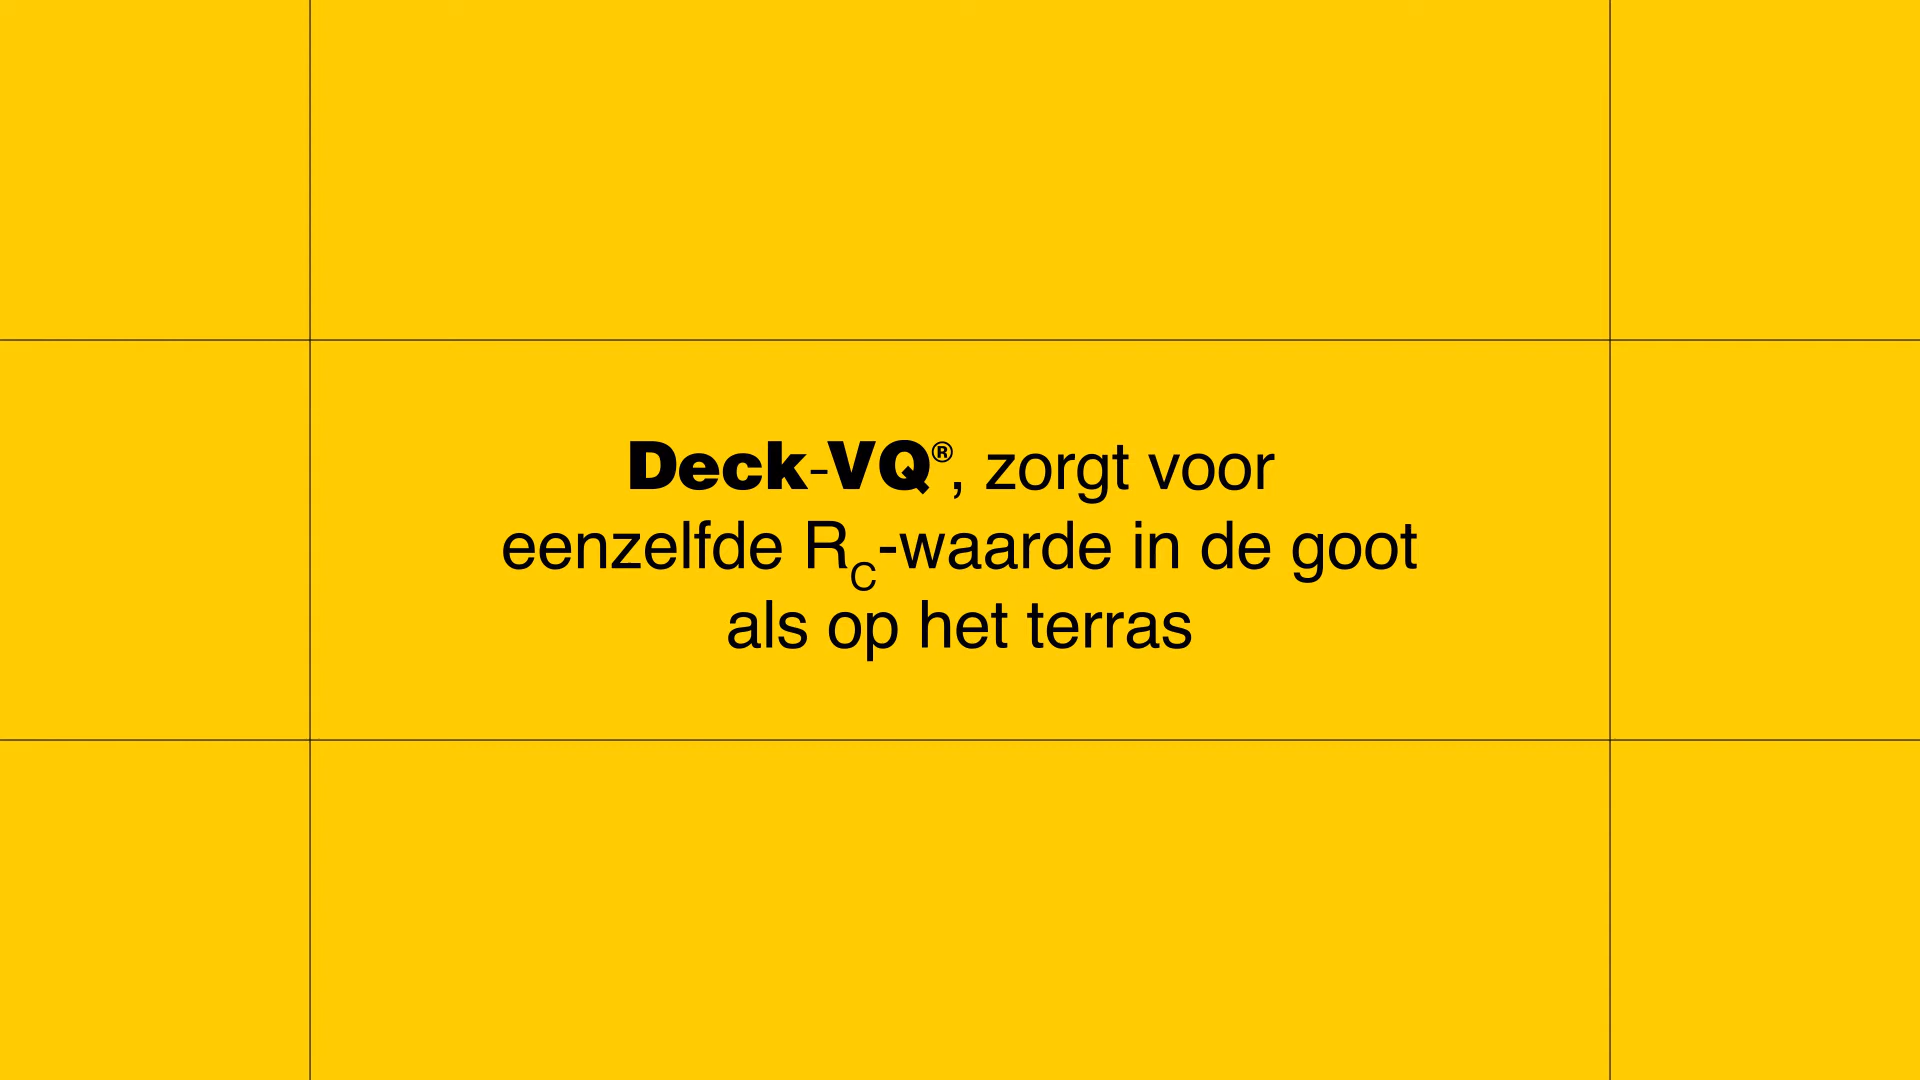 Deck-VQ®, zorgt voor
eenzelfde RC-waarde in de goot
als op het terras